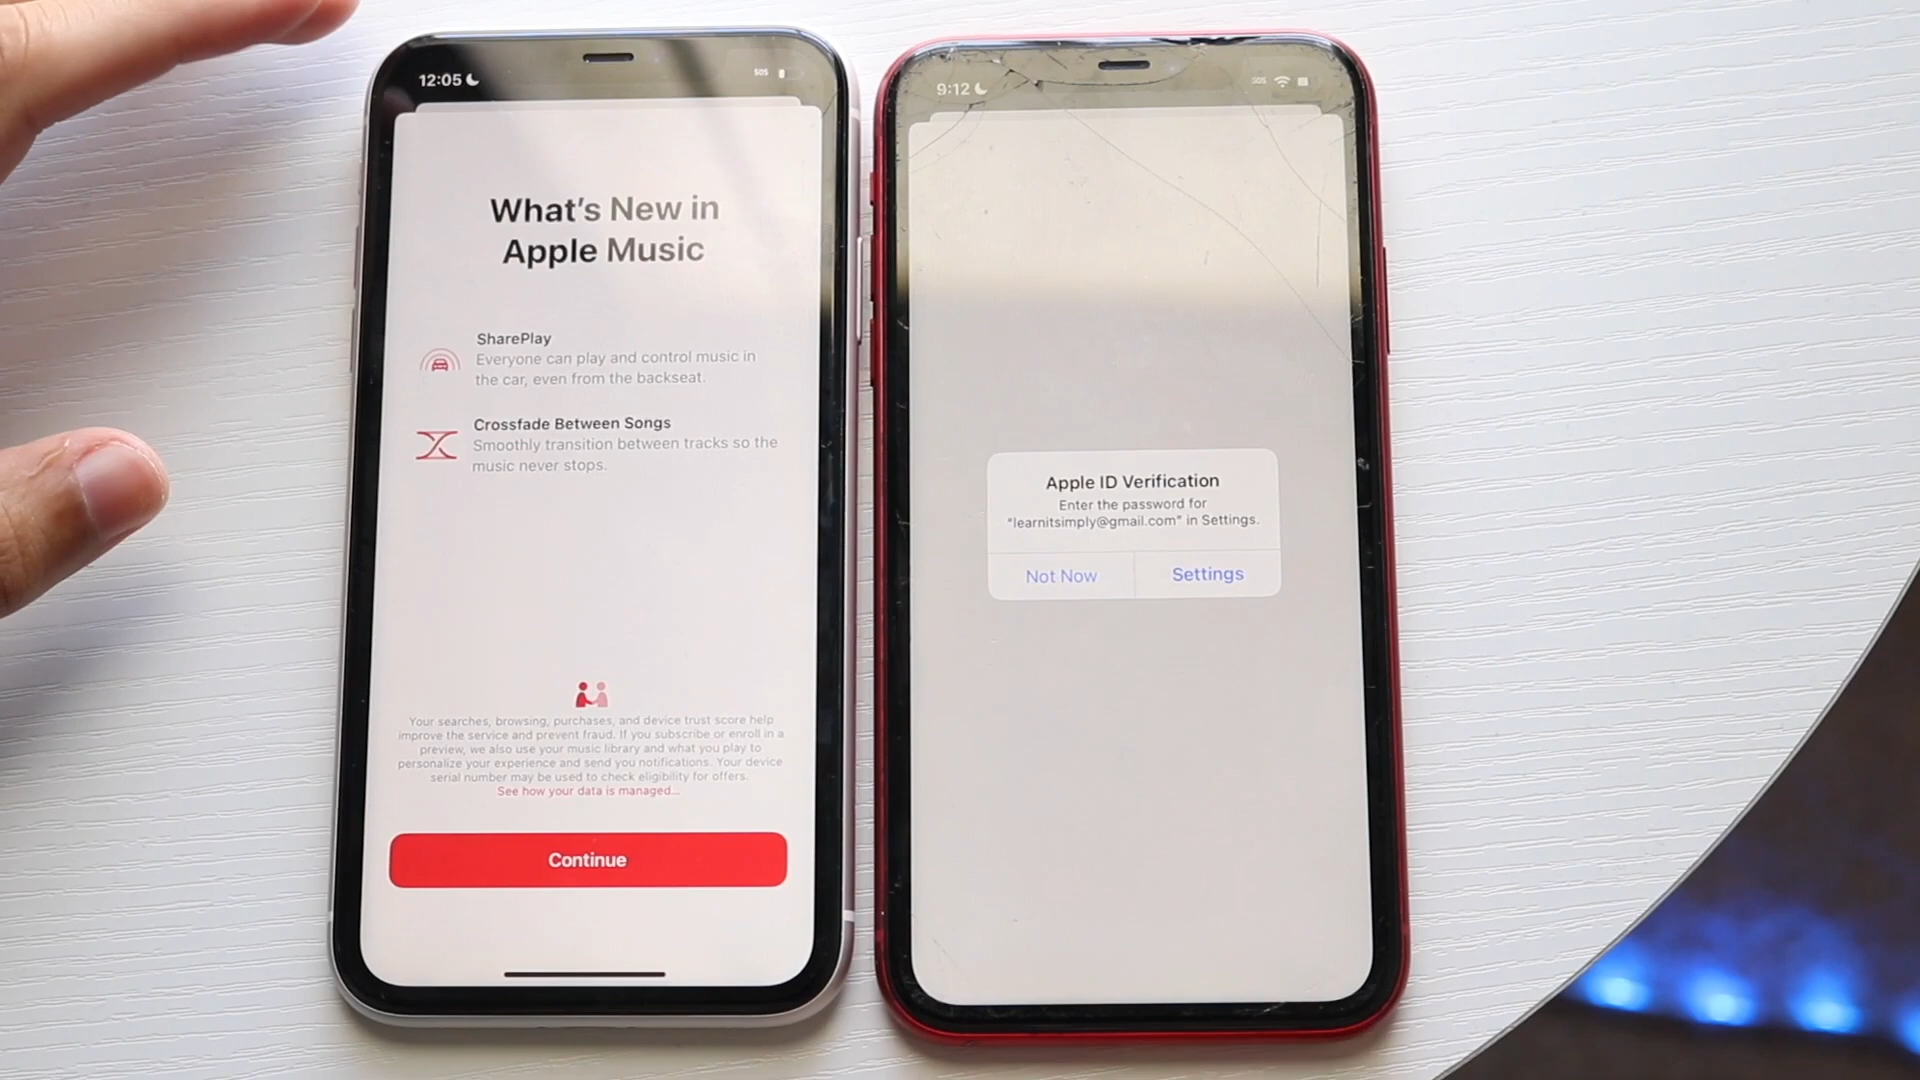 12:05
SOS
What's New in
Apple Music
SharePlay
Everyone can play and control music in
the car, even from the backseat.
Crossfade Between Songs
Smoothly transition between tracks so the
music never stops.
Your searches, browsing, purchases, and device trust score help
improve the service and prevent fraud. If you subscribe or enroll in a
preview, we also use your music library and what you play to
personalize your experience and send you notifications. Your device
serial number may be used to check eligibility for offers.
See how your data is managed...
Continue
9:12
SOS
Apple ID Verification
Enter the password for
"learnitsimply@gmail.com" in Settings.
Not Now
Settings